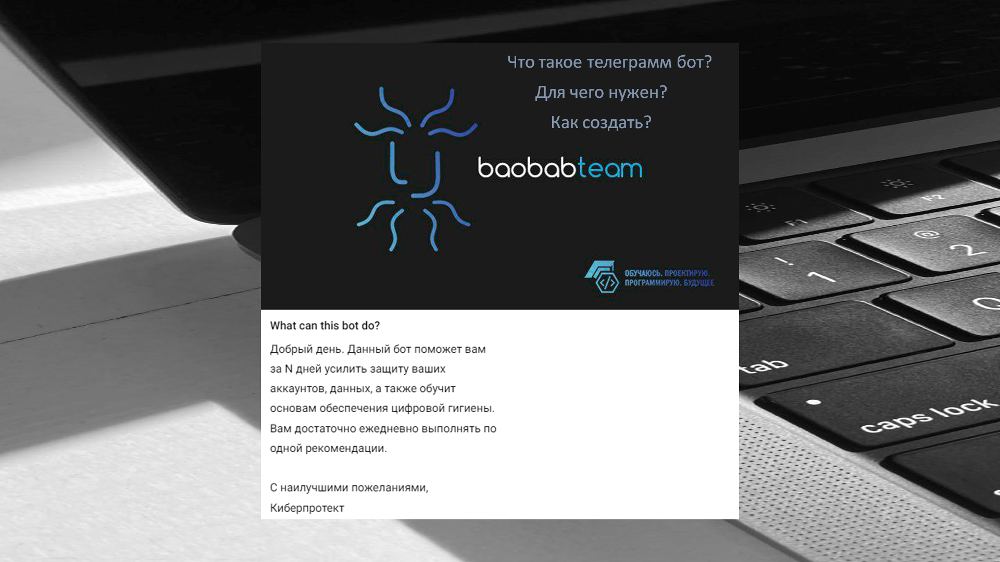 Что такое телеграмм бот?
Для чего нужен?
Как создать?
baobabteam
ОБУЧАЮСЬ. ПРОЕКТИРУЮ.
ПРОГРАММИРУЮ. БУДУЩЕЕ
</>
What can this bot do?
Добрый день. Данный бот поможет вам
за N дней усилить защиту ваших
аккаунтов, данных, а также обучит
основам обеспечения цифровой гигиены.
Вам достаточно ежедневно выполнять по
одной рекомендации.
С наилучшими пожеланиями,
Киберпротект
F1
F2
!
1
@
2
Q
tab
caps lock